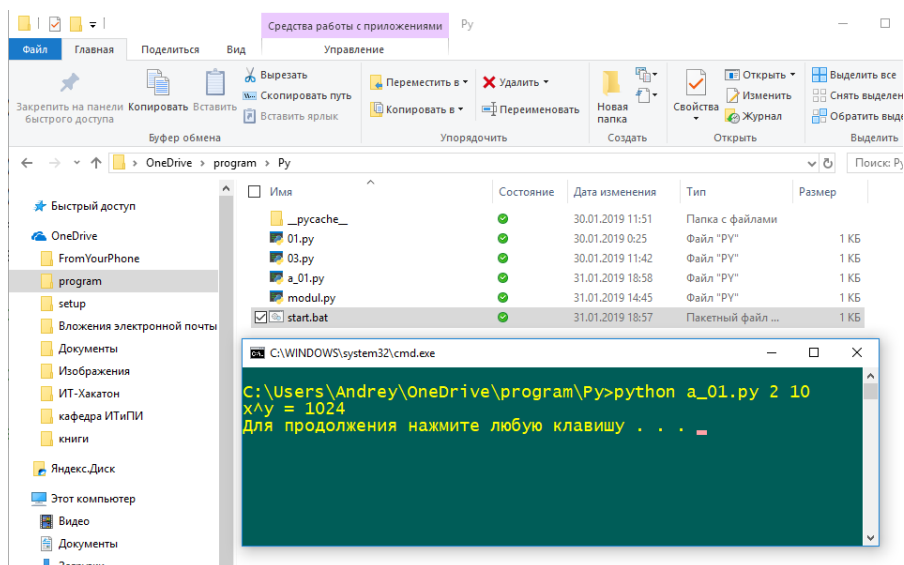 Средства работы с приложениями Py
Файл Главная Поделиться Вид Управление
Закрепить на панели быстрого доступа
Копировать Вставить
Вырезать
Скопировать путь
Вставить ярлык
Переместить в
Копировать в
Удалить
Переименовать
Новая папка
Свойства
Открыть
Изменить
Журнал
Выделить все
Снять выделен
Обратить выде
Буфер обмена Упорядочить Создать Открыть Выделить
OneDrive > program > Py Поиск: Py
Имя Состояние Дата изменения Тип Размер
__pycache__ 30.01.2019 11:51 Папка с файлами
01.py 30.01.2019 0:25 Файл "PY" 1 КБ
03.py 30.01.2019 11:42 Файл "PY" 1 КБ
a_01.py 31.01.2019 18:58 Файл "PY" 1 КБ
modul.py 31.01.2019 14:45 Файл "PY" 1 КБ
start.bat 31.01.2019 18:57 Пакетный файл ... 1 КБ
Быстрый доступ
OneDrive
FromYourPhone
program
setup
Вложения электронной почты
Документы
Изображения
ИТ-Хакатон
кафедра ИТиПИ
книги
Яндекс.Диск
Этот компьютер
Видео
Документы
C:\WINDOWS\system32\cmd.exe
C:\Users\Andrey\OneDrive\program\Py>python a_01.py 2 10
x^y = 1024
Для продолжения нажмите любую клавишу . . .